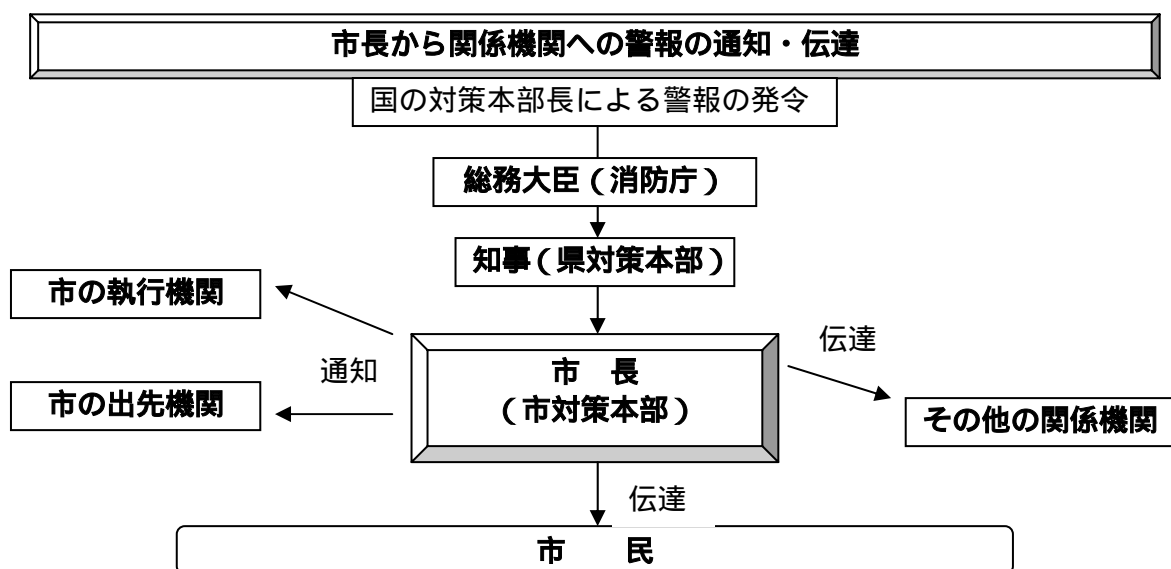 市長から関係機関への警報の通知・伝達
国の対策本部長による警報の発令
総務大臣（消防庁）
知事（県対策本部）
市の執行機関
通知
市の出先機関
市　長
（市対策本部）
伝達
その他の関係機関
伝達
市　　民